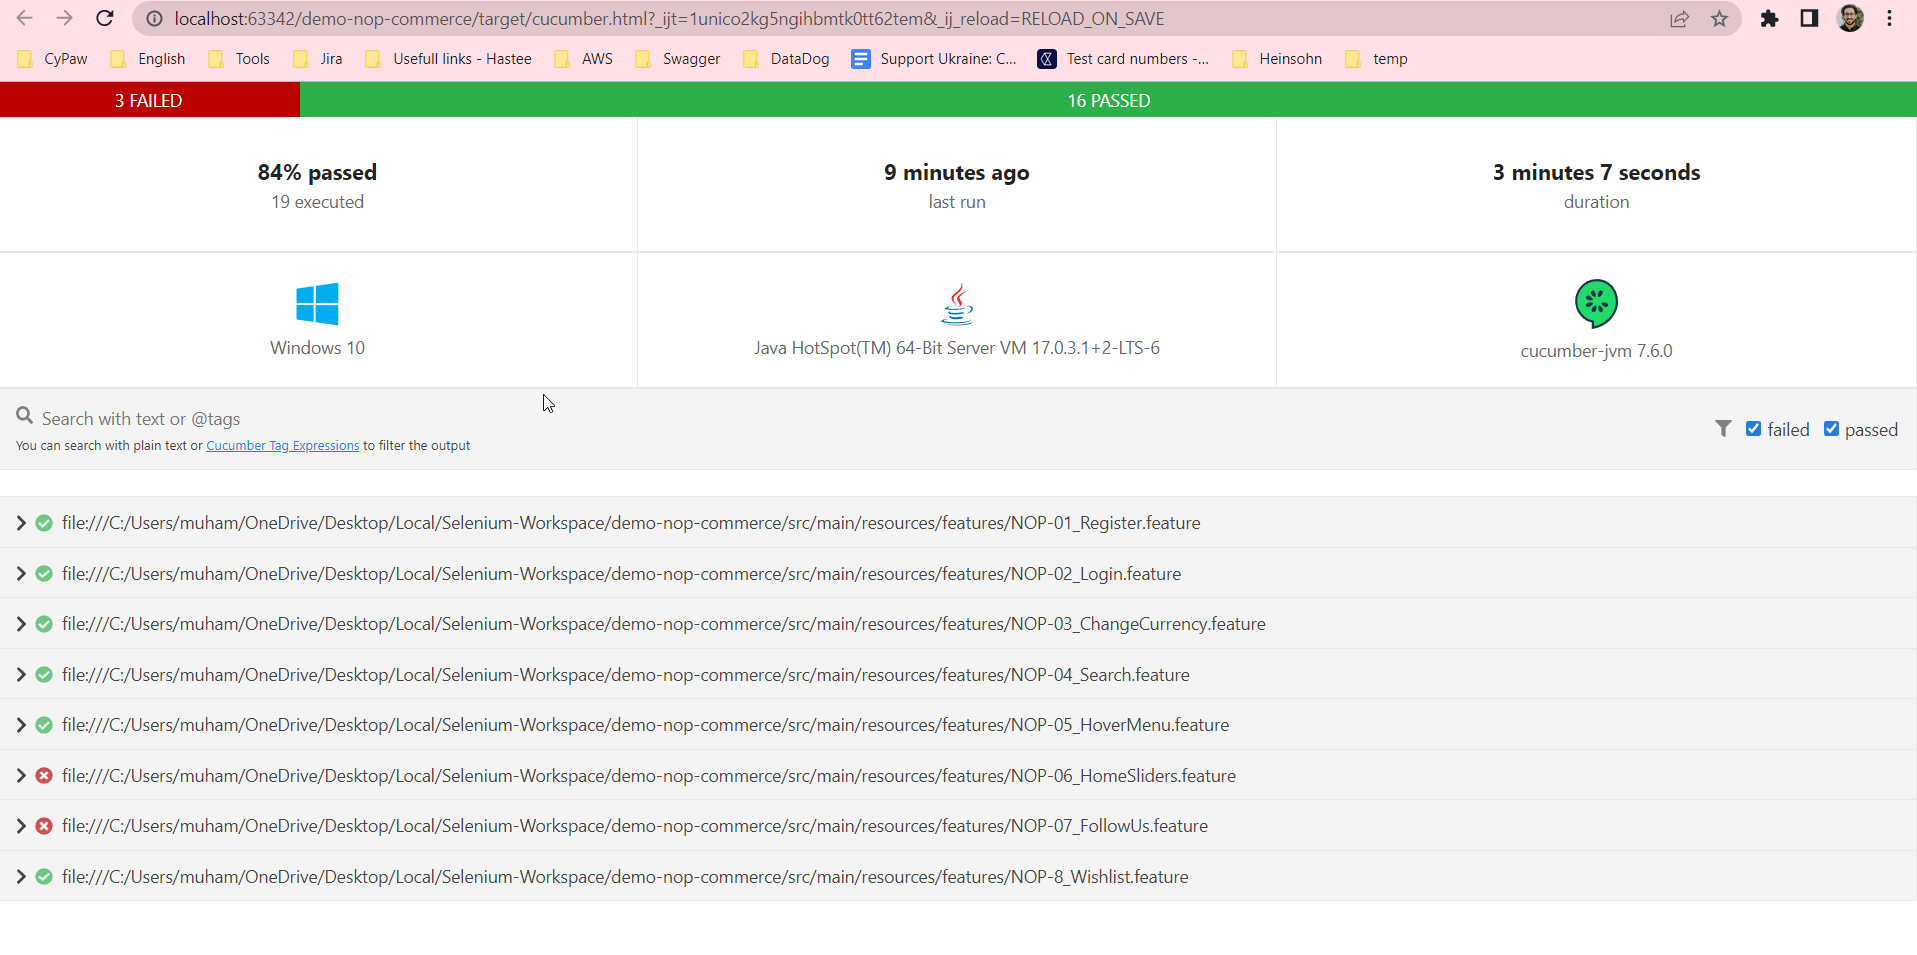 localhost:63342/demo-nop-commerce/target/cucumber.html?_ijt=1unico2kg5ngihbmtk0tt62tem&_ij_reload=RELOAD_ON_SAVE
CyPaw English Tools Jira Usefull links - Hastee AWS Swagger DataDog Support Ukraine: C... Test card numbers -... Heinsohn temp
3 FAILED 16 PASSED
84% passed 9 minutes ago 3 minutes 7 seconds
19 executed last run duration
Windows 10 Java HotSpot(TM) 64-Bit Server VM 17.0.3.1+2-LTS-6 cucumber-jvm 7.6.0
Search with text or @tags
failed passed
You can search with plain text or Cucumber Tag Expressions to filter the output
file:///C:/Users/muham/OneDrive/Desktop/Local/Selenium-Workspace/demo-nop-commerce/src/main/resources/features/NOP-01_Register.feature
file:///C:/Users/muham/OneDrive/Desktop/Local/Selenium-Workspace/demo-nop-commerce/src/main/resources/features/NOP-02_Login.feature
file:///C:/Users/muham/OneDrive/Desktop/Local/Selenium-Workspace/demo-nop-commerce/src/main/resources/features/NOP-03_ChangeCurrency.feature
file:///C:/Users/muham/OneDrive/Desktop/Local/Selenium-Workspace/demo-nop-commerce/src/main/resources/features/NOP-04_Search.feature
file:///C:/Users/muham/OneDrive/Desktop/Local/Selenium-Workspace/demo-nop-commerce/src/main/resources/features/NOP-05_HoverMenu.feature
file:///C:/Users/muham/OneDrive/Desktop/Local/Selenium-Workspace/demo-nop-commerce/src/main/resources/features/NOP-06_HomeSliders.feature
file:///C:/Users/muham/OneDrive/Desktop/Local/Selenium-Workspace/demo-nop-commerce/src/main/resources/features/NOP-07_FollowUs.feature
file:///C:/Users/muham/OneDrive/Desktop/Local/Selenium-Workspace/demo-nop-commerce/src/main/resources/features/NOP-8_Wishlist.feature